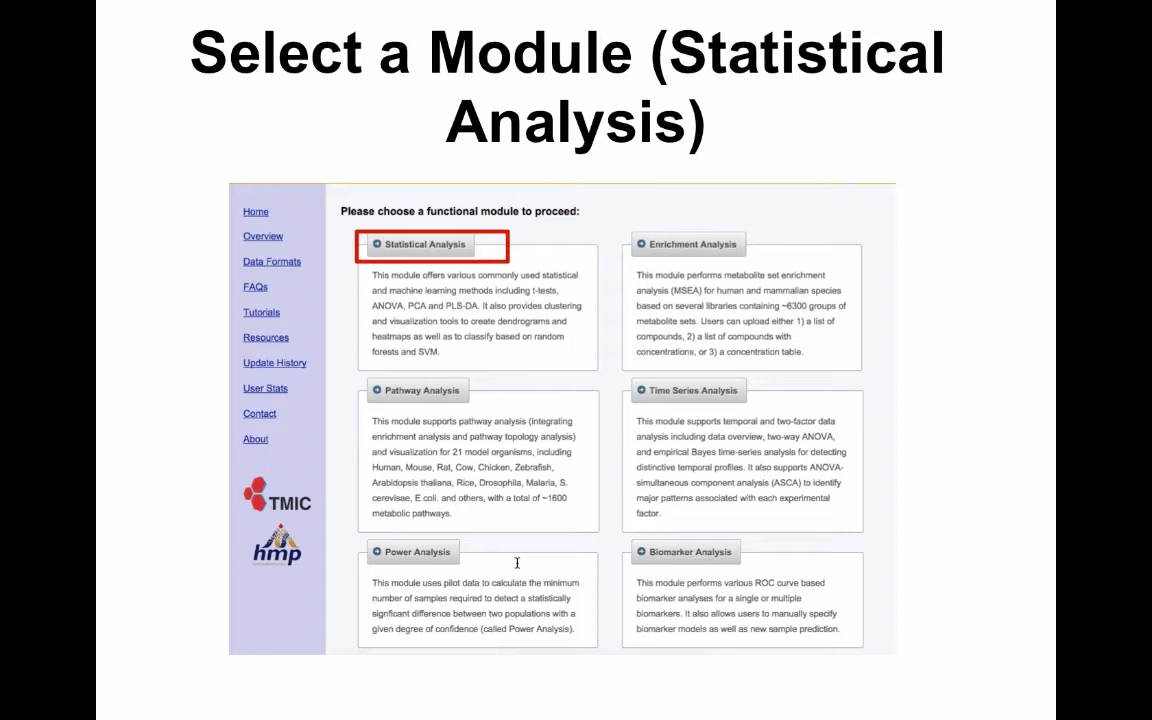 Select a Module (Statistical
Analysis)
Home
Overview
Data Formats
FAQs
Tutorials
Resources
Update History
User Stats
Contact
About
TMIC
hmp
Please choose a functional module to proceed:
Statistical Analysis
This module offers various commonly used statistical
and machine learning methods including t-tests,
ANOVA, PCA and PLS-DA. It also provides clustering
and visualization tools to create dendrograms and
heatmaps as well as to classify based on random
forests and SVM.
Enrichment Analysis
This module performs metabolite set enrichment
analysis (MSEA) for human and mammalian species
based on several libraries containing ~6300 groups of
metabolite sets. Users can upload either 1) a list of
compounds, 2) a list of compounds with
concentrations, or 3) a concentration table.
Pathway Analysis
This module supports pathway analysis (integrating
enrichment analysis and pathway topology analysis)
and visualization for 21 model organisms, including
Human, Mouse, Rat, Cow, Chicken, Zebrafish,
Arabidopsis thaliana, Rice, Drosophila, Malaria, S.
cerevisae, E.coli. and others, with a total of ~1600
metabolic pathways.
Time Series Analysis
This module supports temporal and two-factor data
analysis including data overview, two-way ANOVA,
and empirical Bayes time-series analysis for detecting
distinctive temporal profiles. It also supports ANOVA-
simultaneous component analysis (ASCA) to identify
major patterns associated with each experimental
factor.
Power Analysis
This module uses pilot data to calculate the minimum
number of samples required to detect a statistically
signficant difference between two populations with a
given degree of confidence (called Power Analysis).
Biomarker Analysis
This module performs various ROC curve based
biomarker analyses for a single or multiple
biomarkers. It also allows users to manually specify
biomarker models as well as new sample prediction.